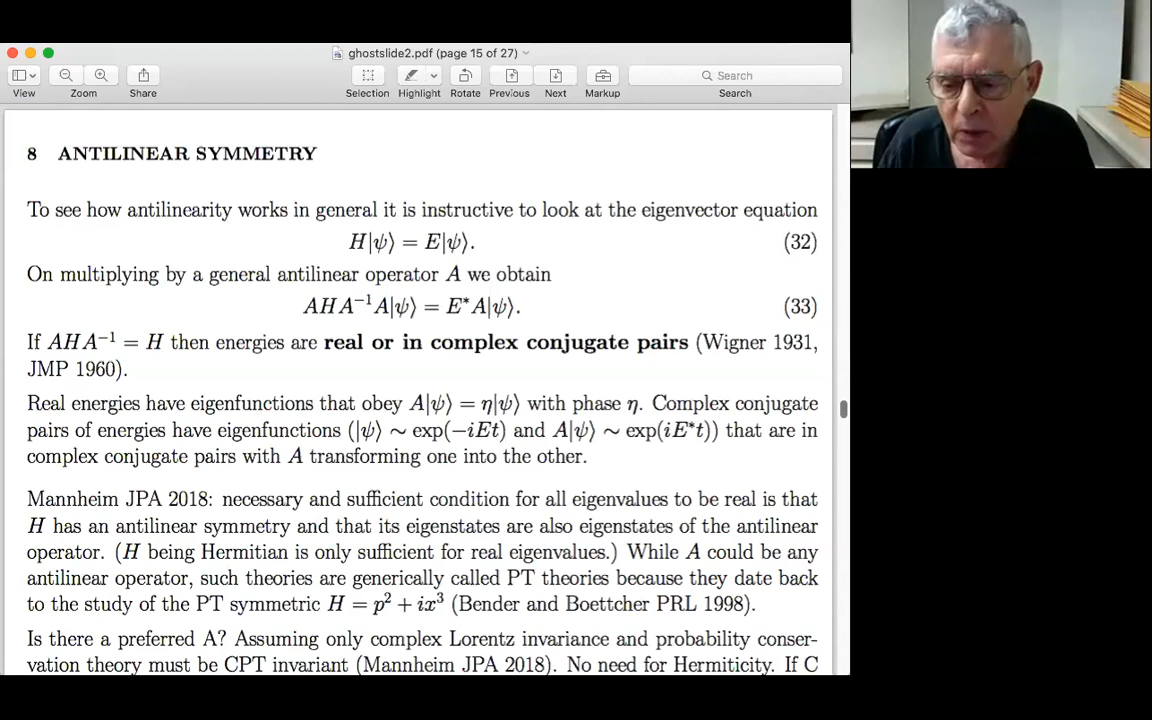 ghostslide2.pdf (page 15 of 27)
View Zoom Share Selection Highlight Rotate Previous Next Markup Search
Search
8 ANTILINEAR SYMMETRY
To see how antilinearity works in general it is instructive to look at the eigenvector equation
H|ψ⟩ = E|ψ⟩. (32)
On multiplying by a general antilinear operator A we obtain
AHA⁻¹A|ψ⟩ = E*A|ψ⟩. (33)
If AHA⁻¹ = H then energies are real or in complex conjugate pairs (Wigner 1931,
JMP 1960).
Real energies have eigenfunctions that obey A|ψ⟩ = η|ψ⟩ with phase η. Complex conjugate
pairs of energies have eigenfunctions (|ψ⟩ ∼ exp(−iEt) and A|ψ⟩ ∼ exp(iE*t)) that are in
complex conjugate pairs with A transforming one into the other.
Mannheim JPA 2018: necessary and sufficient condition for all eigenvalues to be real is that
H has an antilinear symmetry and that its eigenstates are also eigenstates of the antilinear
operator. (H being Hermitian is only sufficient for real eigenvalues.) While A could be any
antilinear operator, such theories are generically called PT theories because they date back
to the study of the PT symmetric H = p² + ix³ (Bender and Boettcher PRL 1998).
Is there a preferred A? Assuming only complex Lorentz invariance and probability conser-
vation theory must be CPT invariant (Mannheim JPA 2018). No need for Hermiticity. If C